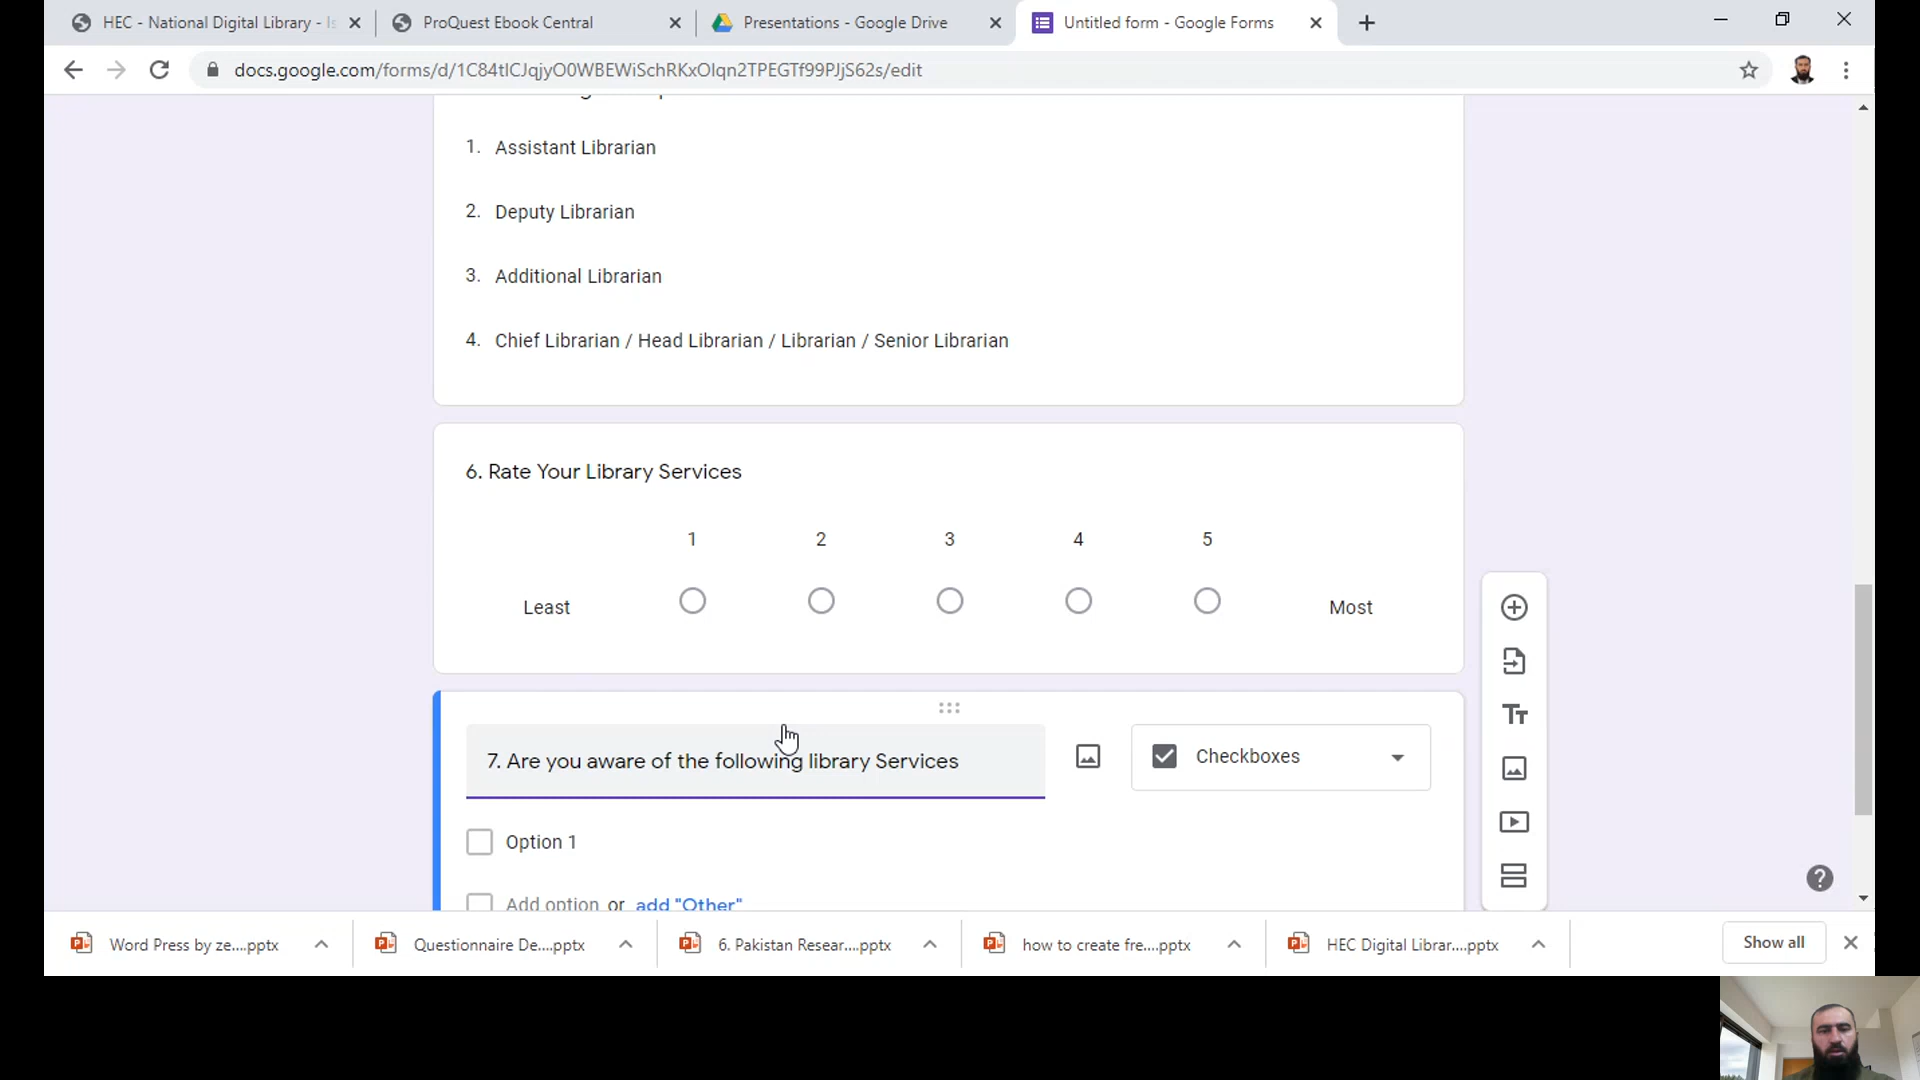 HEC - National Digital Library - Is
ProQuest Ebook Central
Presentations - Google Drive
Untitled form - Google Forms
docs.google.com/forms/d/1C84tICJqjyO0WBEWiSchRKxOIqn2TPEGTf99PJjS62s/edit
1. Assistant Librarian
2. Deputy Librarian
3. Additional Librarian
4. Chief Librarian / Head Librarian / Librarian / Senior Librarian
6. Rate Your Library Services
1 2 3 4 5
Least Most
7. Are you aware of the following library Services
Checkboxes
Option 1
Add option or add "Other"
Word Press by ze....pptx
Questionnaire De....pptx
6. Pakistan Resear....pptx
how to create fre....pptx
HEC Digital Librar....pptx
Show all